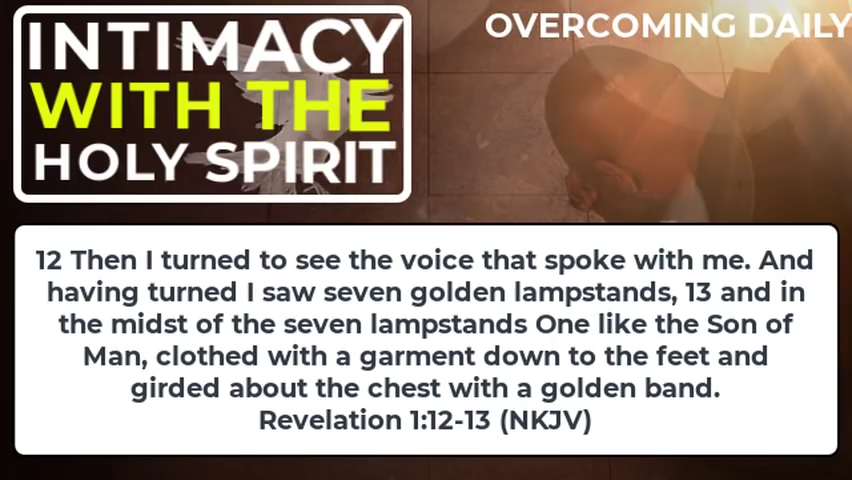 INTIMACY
WITH THE
HOLY SPIRIT
OVERCOMING DAILY
12 Then I turned to see the voice that spoke with me. And
having turned I saw seven golden lampstands, 13 and in
the midst of the seven lampstands One like the Son of
Man, clothed with a garment down to the feet and
girded about the chest with a golden band.
Revelation 1:12-13 (NKJV)